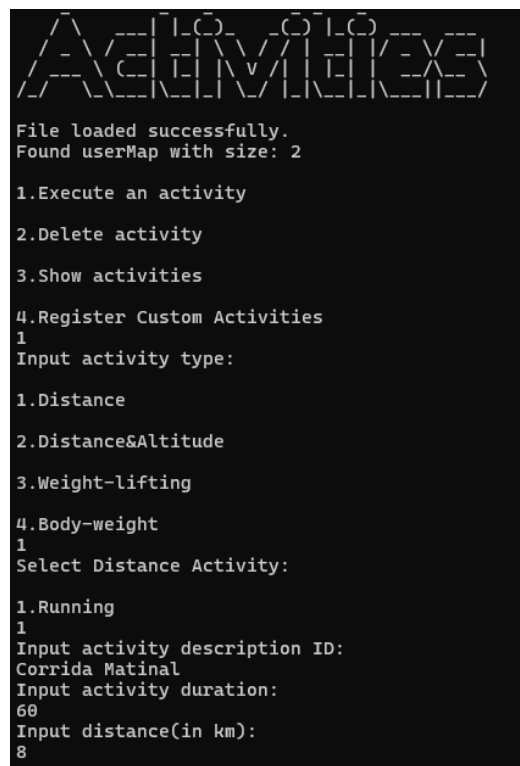 Activities
File loaded successfully.
Found userMap with size: 2
1.Execute an activity
2.Delete activity
3.Show activities
4.Register Custom Activities
1
Input activity type:
1.Distance
2.Distance&Altitude
3.Weight-lifting
4.Body-weight
1
Select Distance Activity:
1.Running
1
Input activity description ID:
Corrida Matinal
Input activity duration:
60
Input distance(in km):
8